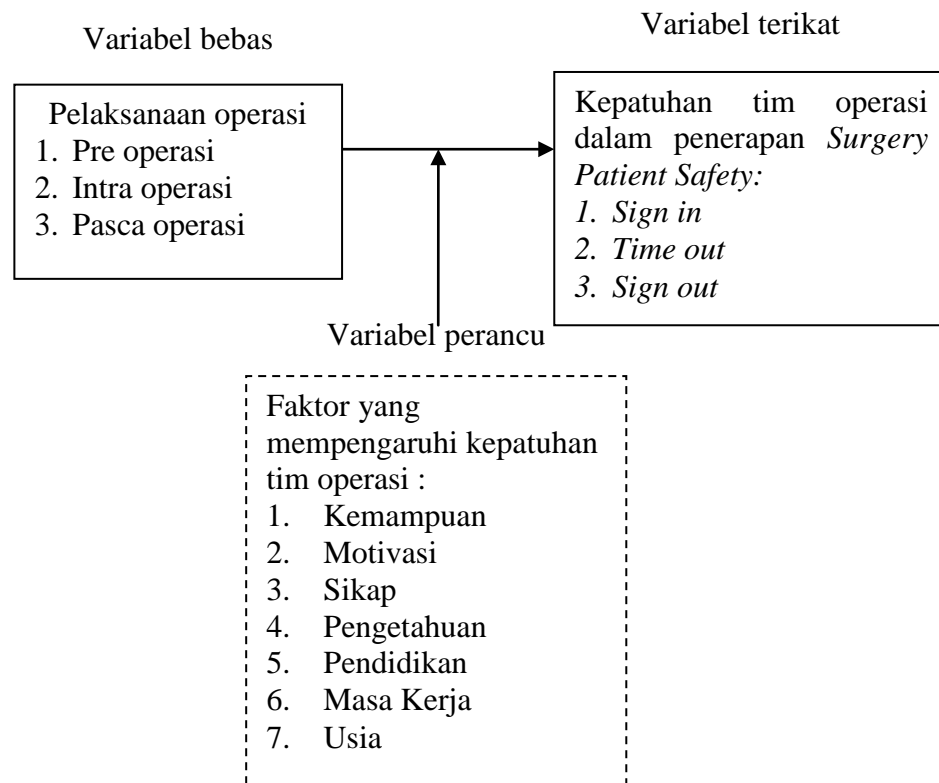 Variabel bebas
Variabel terikat
Pelaksanaan operasi
1. Pre operasi
2. Intra operasi
3. Pasca operasi
Kepatuhan tim operasi
dalam penerapan Surgery
Patient Safety:
1. Sign in
2. Time out
3. Sign out
Variabel perancu
Faktor yang
mempengaruhi kepatuhan
tim operasi :
1. Kemampuan
2. Motivasi
3. Sikap
4. Pengetahuan
5. Pendidikan
6. Masa Kerja
7. Usia